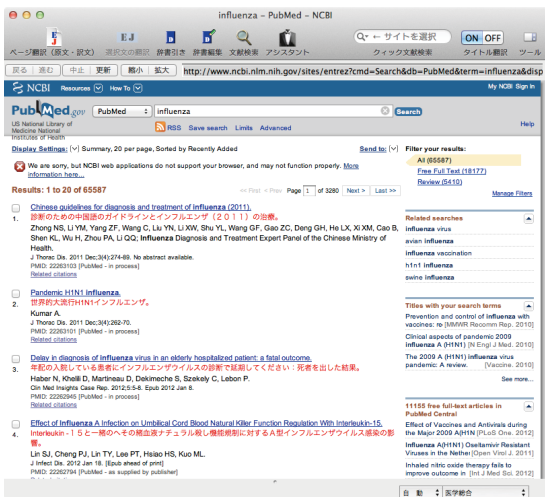 influenza – PubMed – NCBI
← サイトを選択
ON OFF
ページ翻訳（原文・訳文） 選択文の翻訳 辞書引き 辞書編集 文献検索 アシスタント クィック文献検索 タイトル翻訳 ツール
戻る 進む 中止 更新 縮小 拡大 http://www.ncbi.nlm.nih.gov/sites/entrez?cmd=Search&db=PubMed&term=influenza&disp
NCBI Resources How To My NCBI Sign In
PubMed.gov PubMed influenza Search
US National Library of
Medicine National
Institutes of Health
RSS Save search Limits Advanced Help
Display Settings: Summary, 20 per page, Sorted by Recently Added Send to:
We are sorry, but NCBI web applications do not support your browser, and may not function properly. More
information here...
Results: 1 to 20 of 65587
<< First < Prev Page 1 of 3280 Next > Last >>
Chinese guidelines for diagnosis and treatment of influenza (2011).
1. 診断のための中国語のガイドラインとインフルエンザ（２０１１）の治療。
Zhong NS, Li YM, Yang ZF, Wang C, Liu YN, Li XW, Shu YL, Wang GF, Gao ZC, Deng GH, He LX, Xi XM, Cao B,
Shen KL, Wu H, Zhou PA, Li QQ; Influenza Diagnosis and Treatment Expert Panel of the Chinese Ministry of
Health.
J Thorac Dis. 2011 Dec;3(4):274-89. No abstract available.
PMID: 22263103 [PubMed - in process]
Related citations
Pandemic H1N1 influenza.
2. 世界的大流行H1N1インフルエンザ。
Kumar A.
J Thorac Dis. 2011 Dec;3(4):262-70.
PMID: 22263101 [PubMed - in process]
Related citations
Delay in diagnosis of influenza virus in an elderly hospitalized patient: a fatal outcome.
3. 年配の入院している患者にインフルエンザウイルスの診断で延期してください：死者を出した結果。
Haber N, Khelili D, Martineau D, Dekimeche S, Szekely C, Lebon P.
Clin Med Insights Case Rep. 2012;5:5-8. Epub 2012 Jan 8.
PMID: 22262945 [PubMed - in process]
Related citations
Effect of Influenza A Infection on Umbilical Cord Blood Natural Killer Function Regulation With Interleukin-15.
4. Interleukin - 1 5 と一緒のへその緒血液ナチュラル殺し機能規制に対するＡ型インフルエンザウイルス感染の影
響。
Lin SJ, Cheng PJ, Lin TY, Lee PT, Hsiao HS, Kuo ML.
J Infect Dis. 2012 Jan 18. [Epub ahead of print]
PMID: 22262794 [PubMed - as supplied by publisher]
Related citations
Filter your results:
All (65587)
Free Full Text (18177)
Review (5410)
Manage Filters
Related searches
influenza virus
avian influenza
influenza vaccination
h1n1 influenza
swine influenza
Titles with your search terms
Prevention and control of influenza with
vaccines: re [MMWR Recomm Rep. 2010]
Clinical aspects of pandemic 2009
influenza A (H1N1) [N Engl J Med. 2010]
The 2009 A (H1N1) influenza virus
pandemic: A review. [Vaccine. 2010]
See more...
11155 free full-text articles in
PubMed Central
Effect of Vaccines and Antivirals during
the Major 2009 A(H1N [PLoS One. 2012]
Influenza A(H1N1) Oseltamivir Resistant
Viruses in the Nether [Open Virol J. 2011]
Inhaled nitric oxide therapy fails to
improve outcome in [Int J Med Sci. 2012]
自 動 医学総合